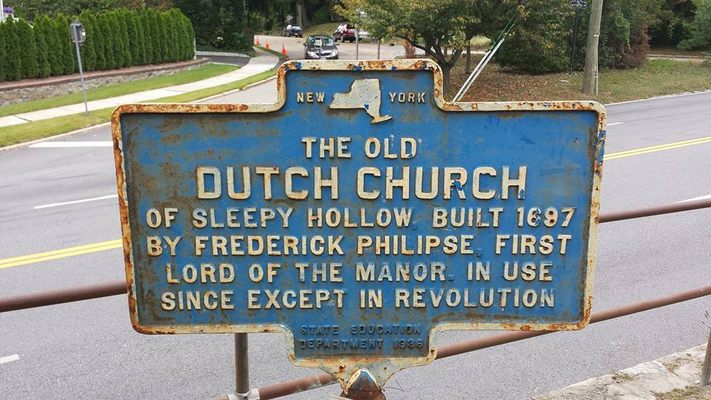 NEW YORK
THE OLD
DUTCH CHURCH
OF SLEEPY HOLLOW. BUILT 1697
BY FREDERICK PHILIPSE, FIRST
LORD OF THE MANOR. IN USE
SINCE EXCEPT IN REVOLUTION
STATE EDUCATION
DEPARTMENT 1936